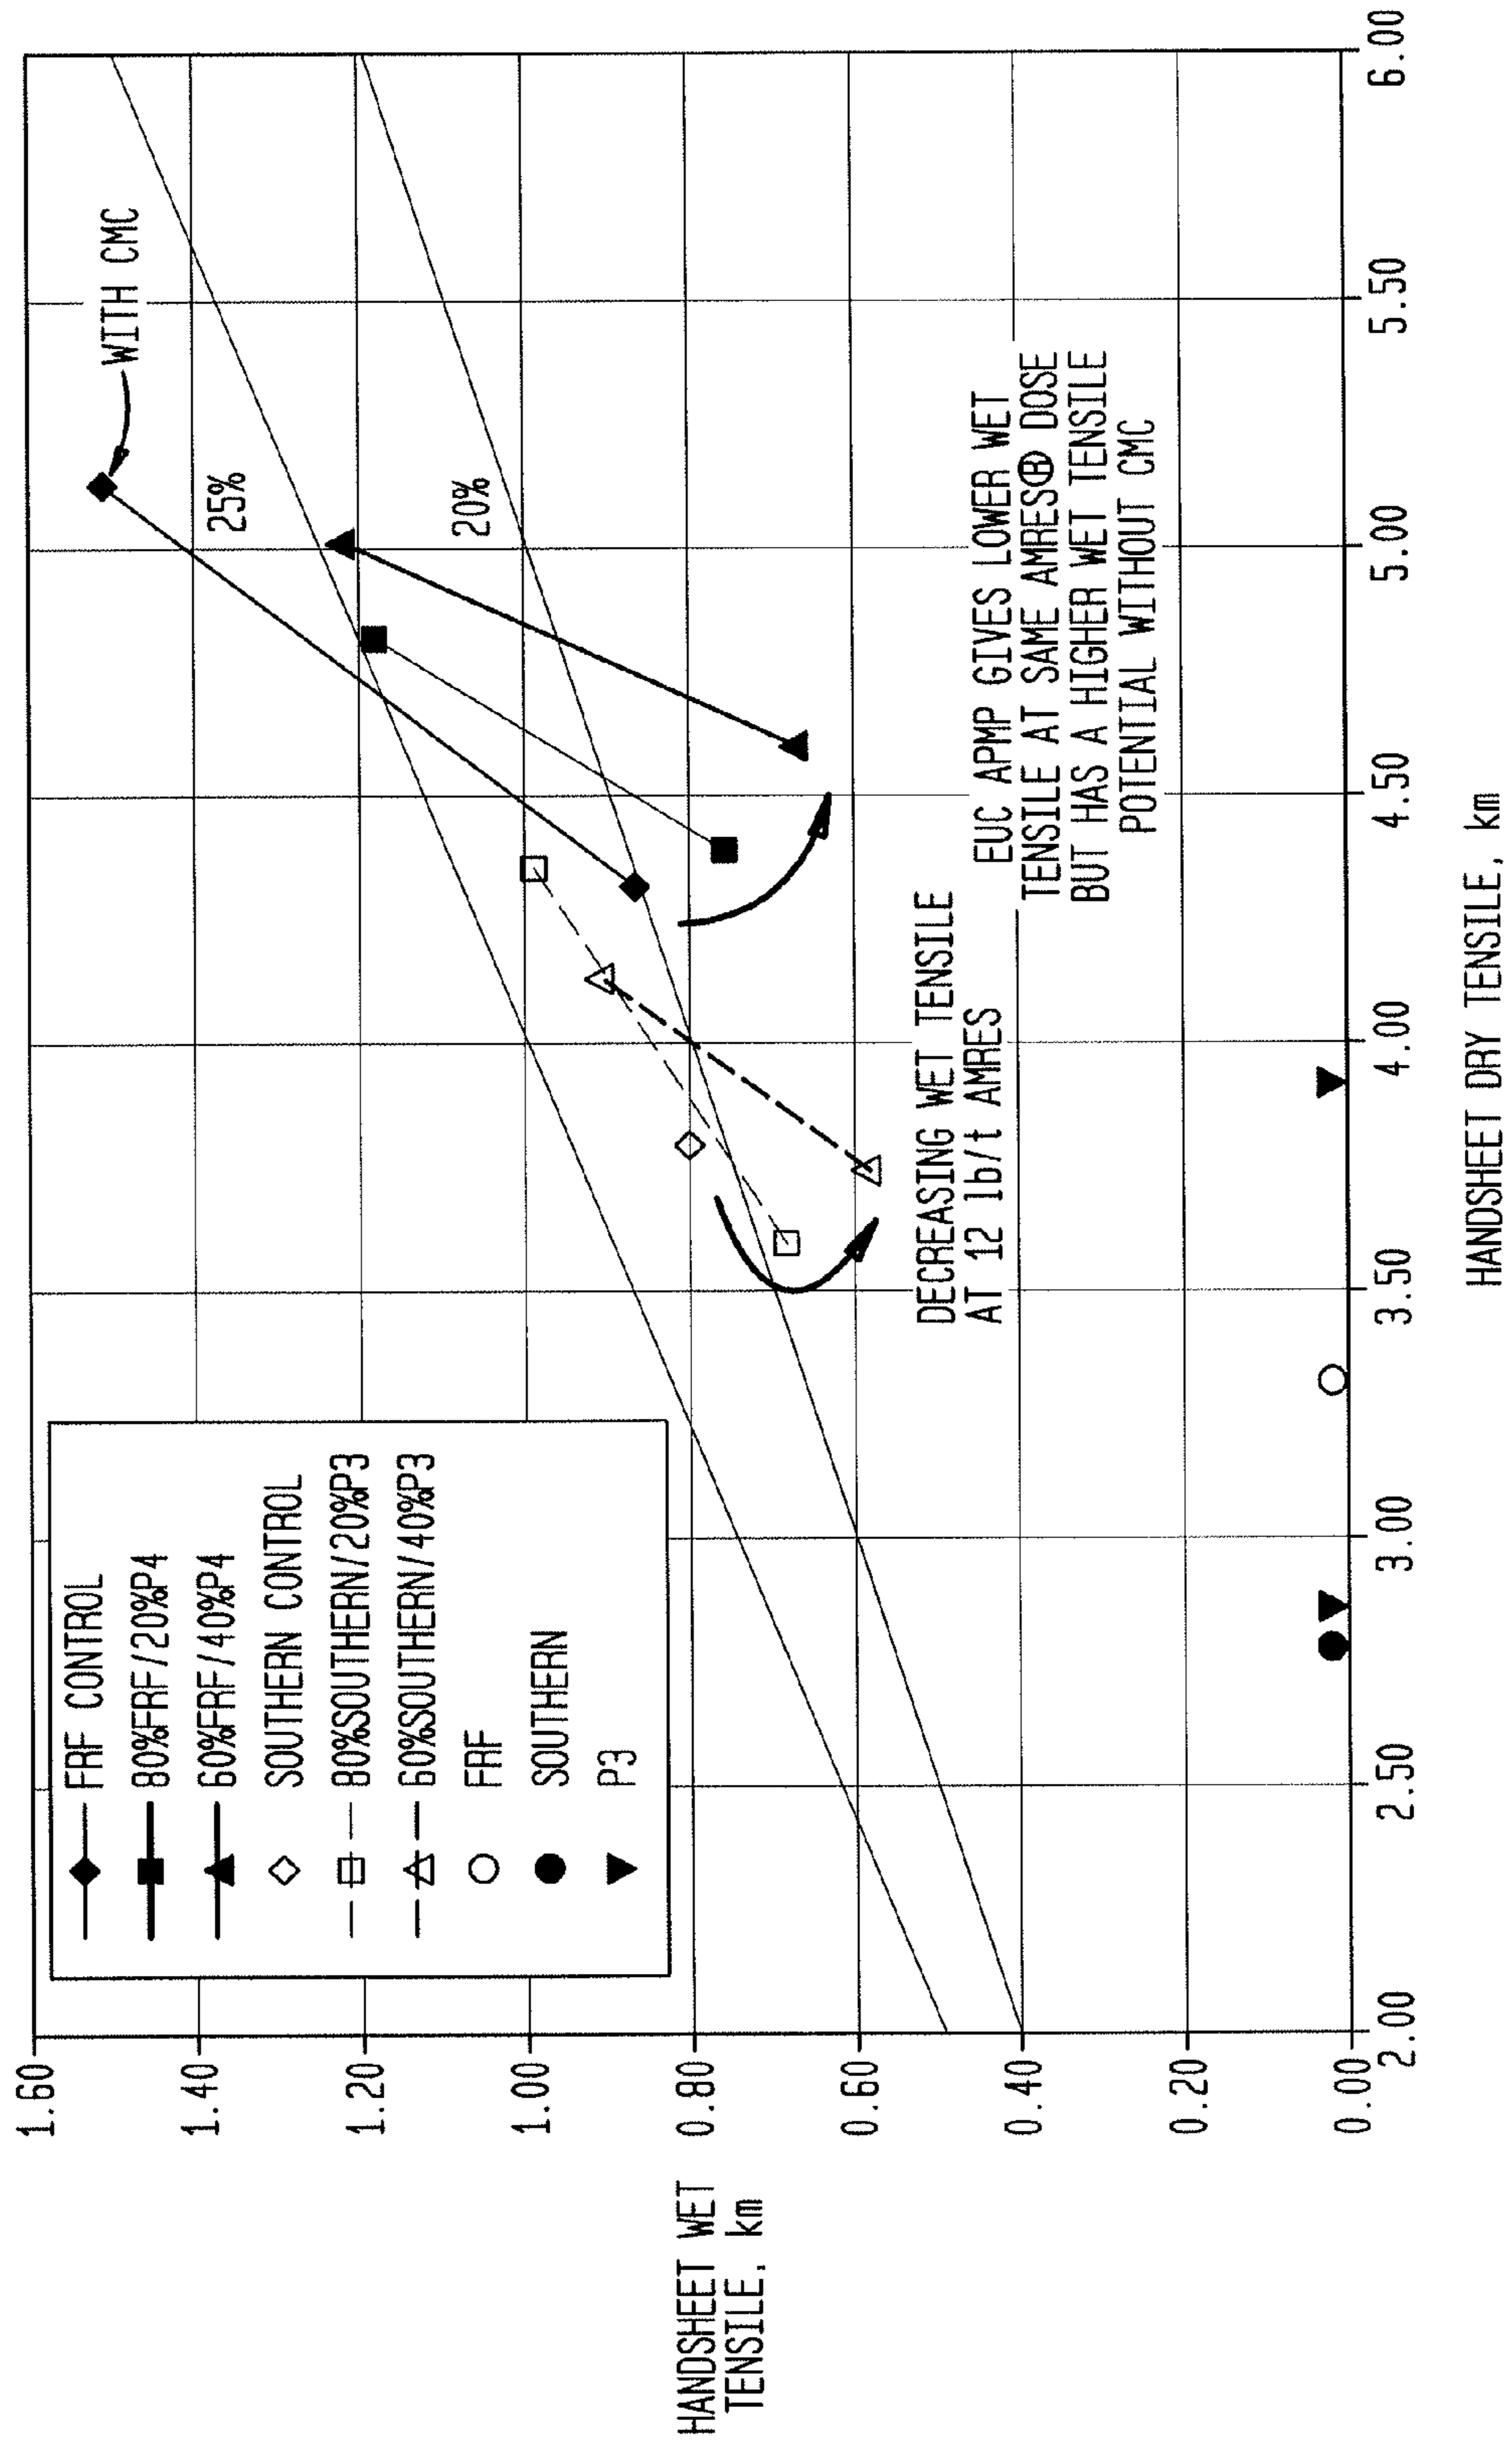 HANDSHEET WET
TENSILE, km
1.60
1.40
1.20
1.00
0.80
0.60
0.40
0.20
0.00
FRF CONTROL
80%FRF/20%P4
60%FRF/40%P4
SOUTHERN CONTROL
80%SOUTHERN/20%P3
60%SOUTHERN/40%P3
FRF
SOUTHERN
P3
WITH CMC
25%
20%
DECREASING WET TENSILE
AT 12 lb/t AMRES
EUC APMP GIVES LOWER WET
TENSILE AT SAME AMRES® DOSE
BUT HAS A HIGHER WET TENSILE
POTENTIAL WITHOUT CMC
2.00
2.50
3.00
3.50
4.00
4.50
5.00
5.50
6.00
HANDSHEET DRY TENSILE, km